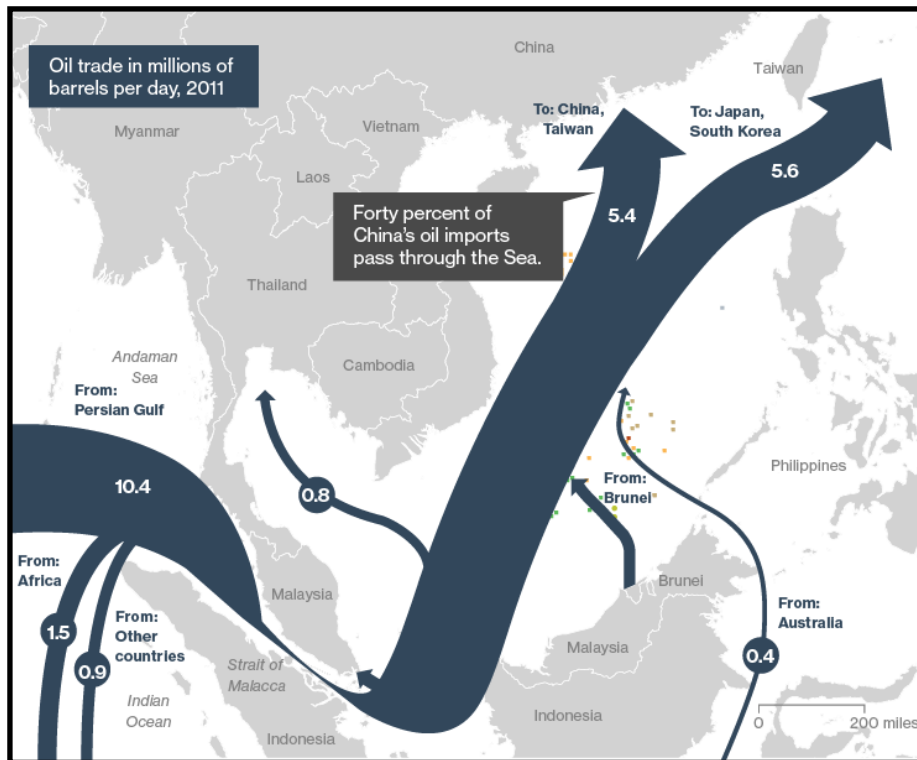 Oil trade in millions of
barrels per day, 2011
China
Taiwan
Myanmar
Vietnam
To: China,
Taiwan
To: Japan,
South Korea
Laos
5.6
5.4
Forty percent of
China's oil imports
pass through the Sea.
Thailand
Cambodia
Andaman
Sea
From:
Persian Gulf
Philippines
10.4
0.8
From:
Brunei
From:
Africa
Malaysia
Brunei
From:
Other
countries
From:
Australia
1.5
Malaysia
0.9
Strait of
Malacca
0.4
Indian
Ocean
Indonesia
Indonesia
0
200 miles